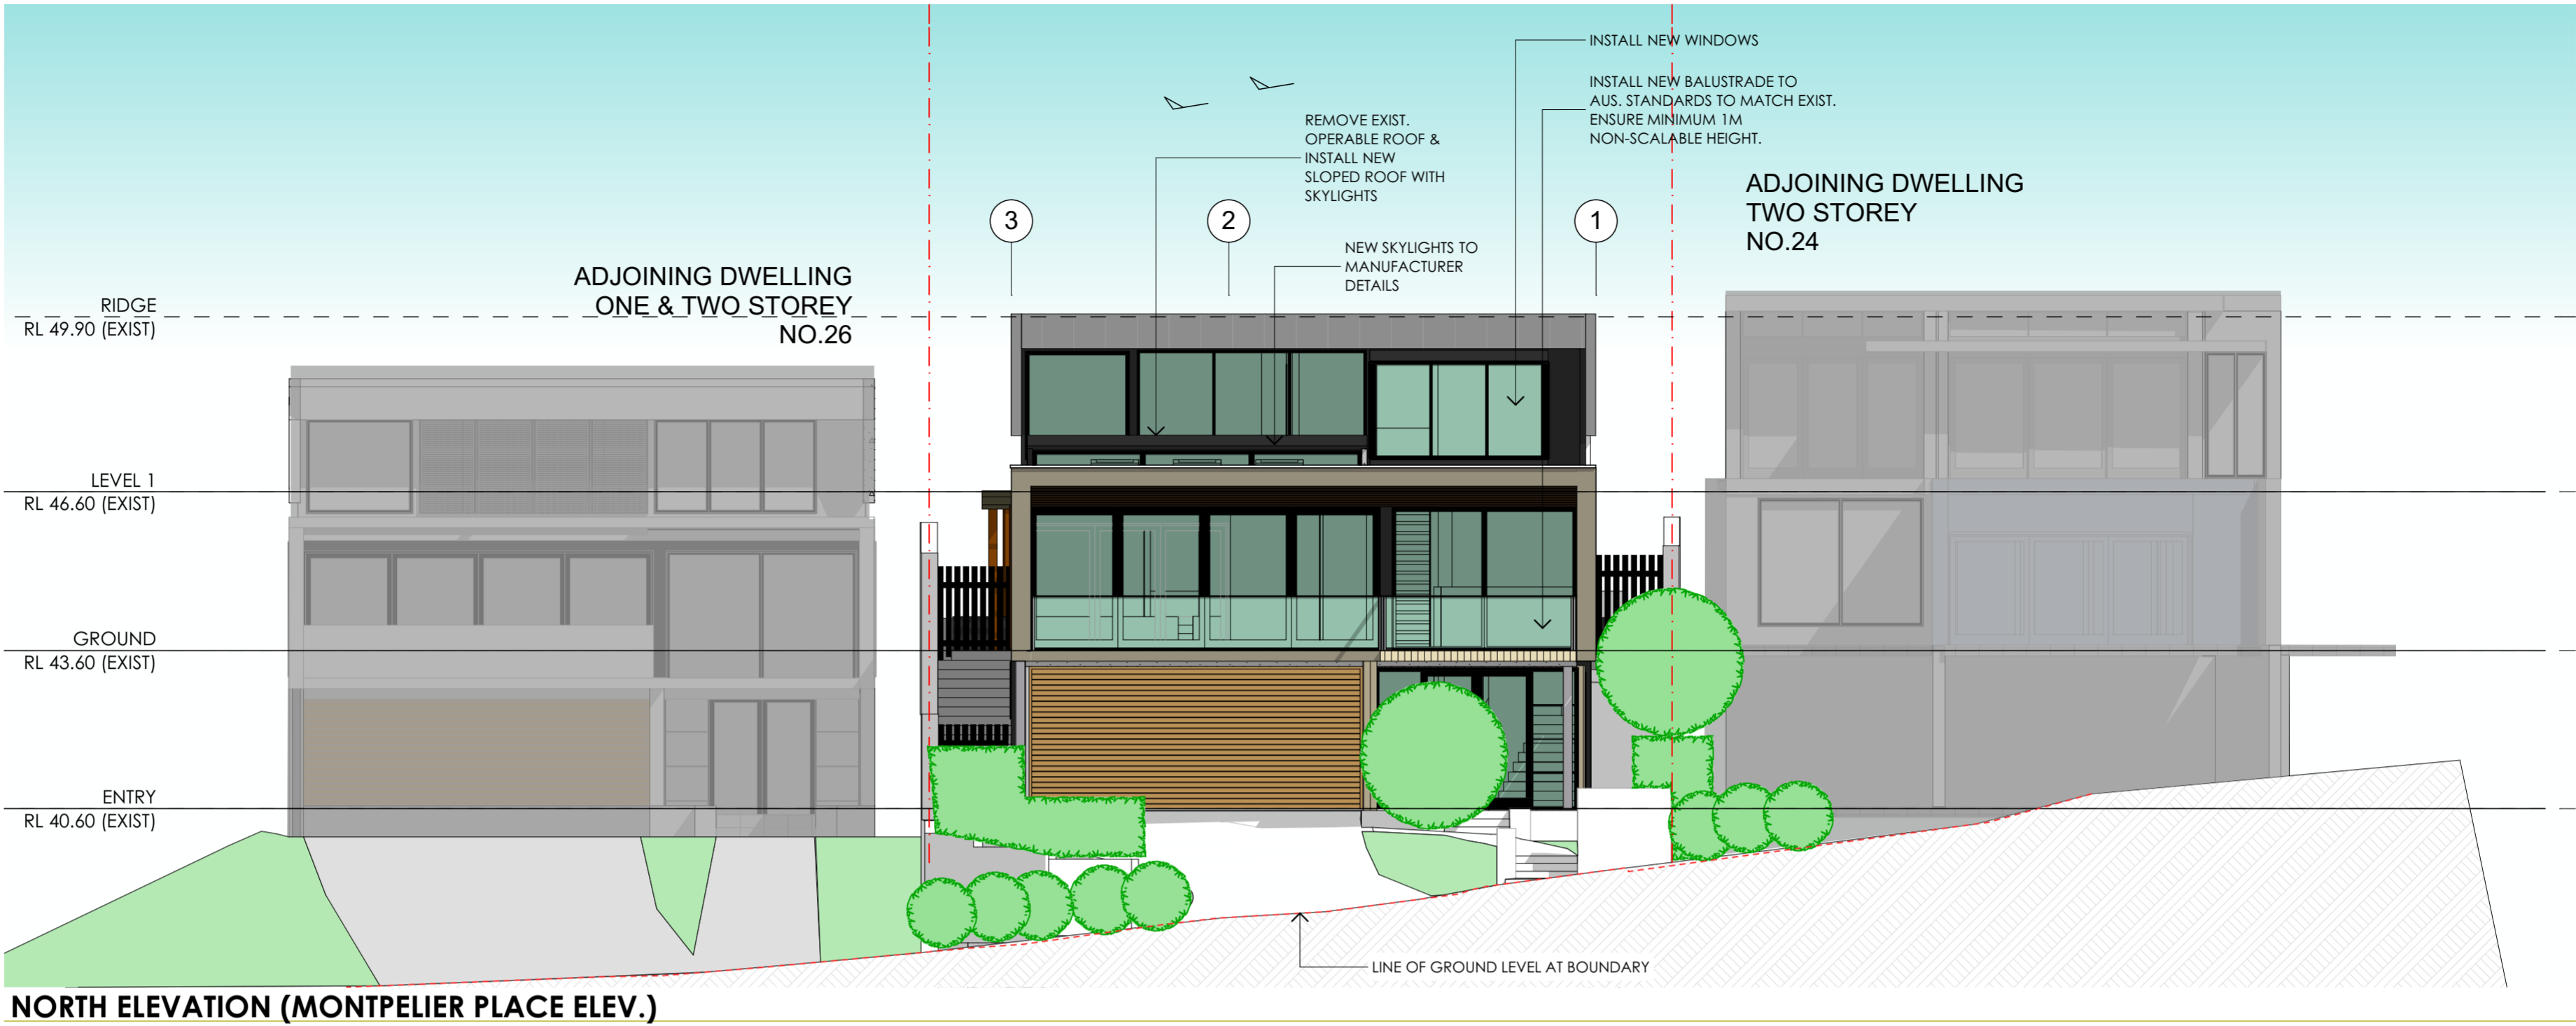 INSTALL NEW WINDOWS
INSTALL NEW BALUSTRADE TO
AUS. STANDARDS TO MATCH EXIST.
ENSURE MINIMUM 1M
NON-SCALABLE HEIGHT.
REMOVE EXIST.
OPERABLE ROOF &
INSTALL NEW
SLOPED ROOF WITH
SKYLIGHTS
ADJOINING DWELLING
TWO STOREY
NO.24
3
2
1
NEW SKYLIGHTS TO
MANUFACTURER
DETAILS
ADJOINING DWELLING
ONE & TWO STOREY
NO.26
RIDGE
RL 49.90 (EXIST)
LEVEL 1
RL 46.60 (EXIST)
GROUND
RL 43.60 (EXIST)
ENTRY
RL 40.60 (EXIST)
LINE OF GROUND LEVEL AT BOUNDARY
NORTH ELEVATION (MONTPELIER PLACE ELEV.)